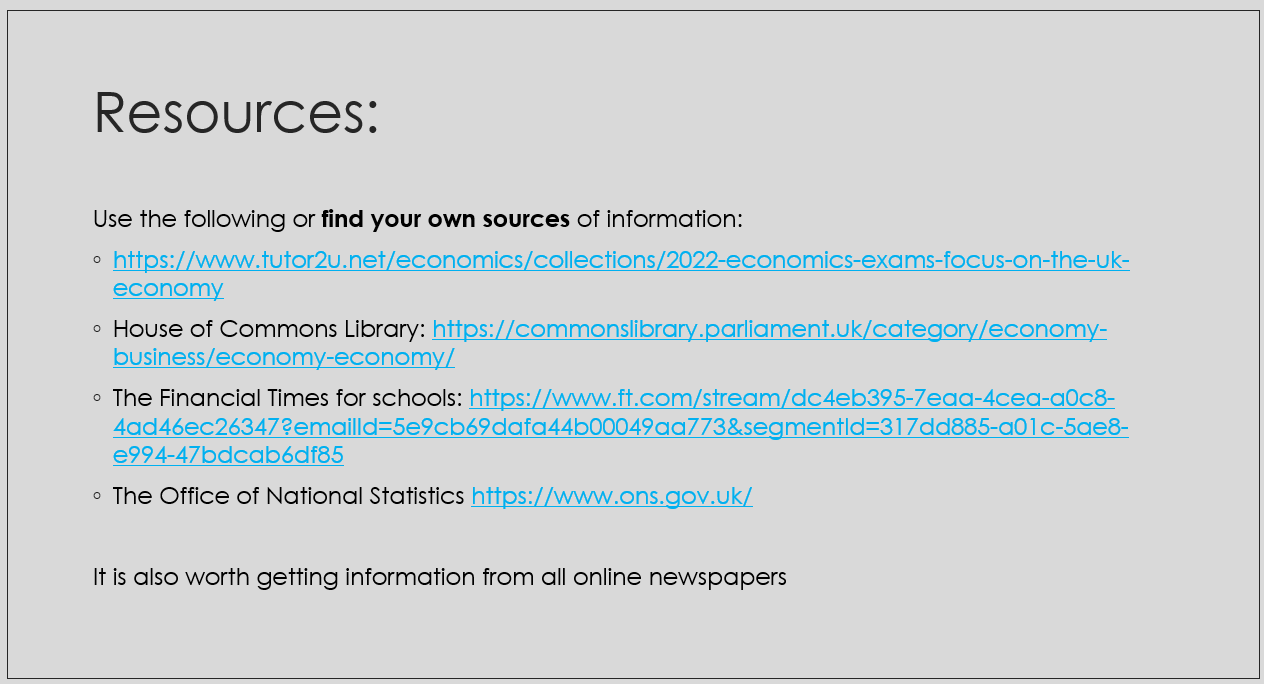 Resources:
Use the following or find your own sources of information:
◦ https://www.tutor2u.net/economics/collections/2022-economics-exams-focus-on-the-uk-
economy
◦ House of Commons Library: https://commonslibrary.parliament.uk/category/economy-
business/economy-economy/
◦ The Financial Times for schools: https://www.ft.com/stream/dc4eb395-7eaa-4cea-a0c8-
4ad46ec26347?emailId=5e9cb69dafa44b00049aa773&segmentId=317dd885-a01c-5ae8-
e994-47bdcab6df85
◦ The Office of National Statistics https://www.ons.gov.uk/
It is also worth getting information from all online newspapers